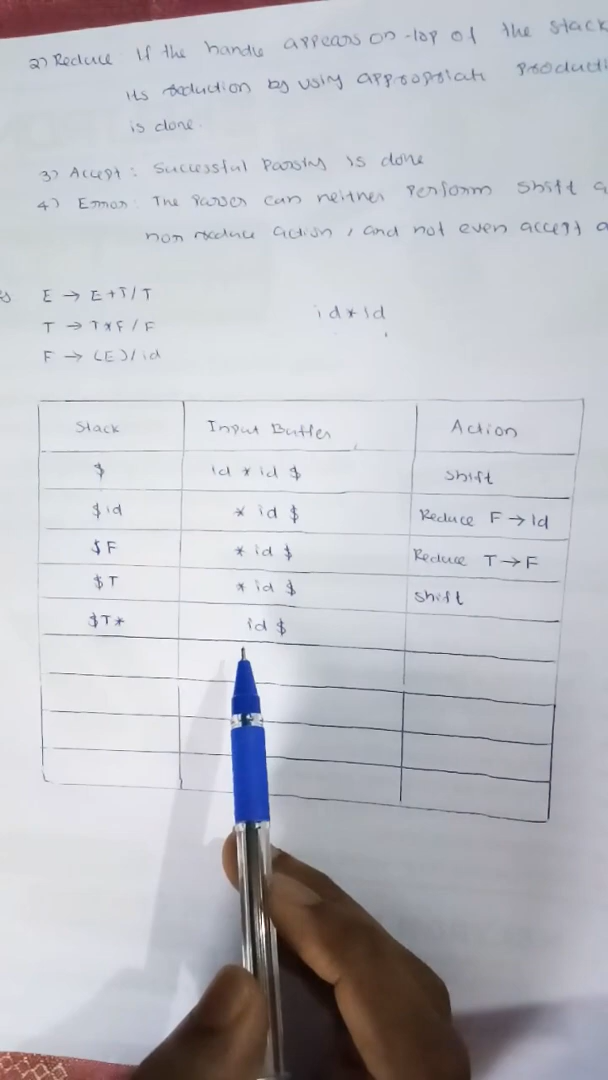 2) Reduce If the handle appears on top of the stack
Its reduction by using appropriate producti
is done.
3) Accept : Successful Parsing is done
4) Error : The Parser can neither perform shift a
nor reduce action , and not even accept a
E → E+T/T
T → T*F/F
F → (E)/id
id*id
Stack Input Buffer Action
$ id * id $ shift
$id * id $ Reduce F → Id
$F * id $ Reduce T → F
$T * id $ shift
$T* id $